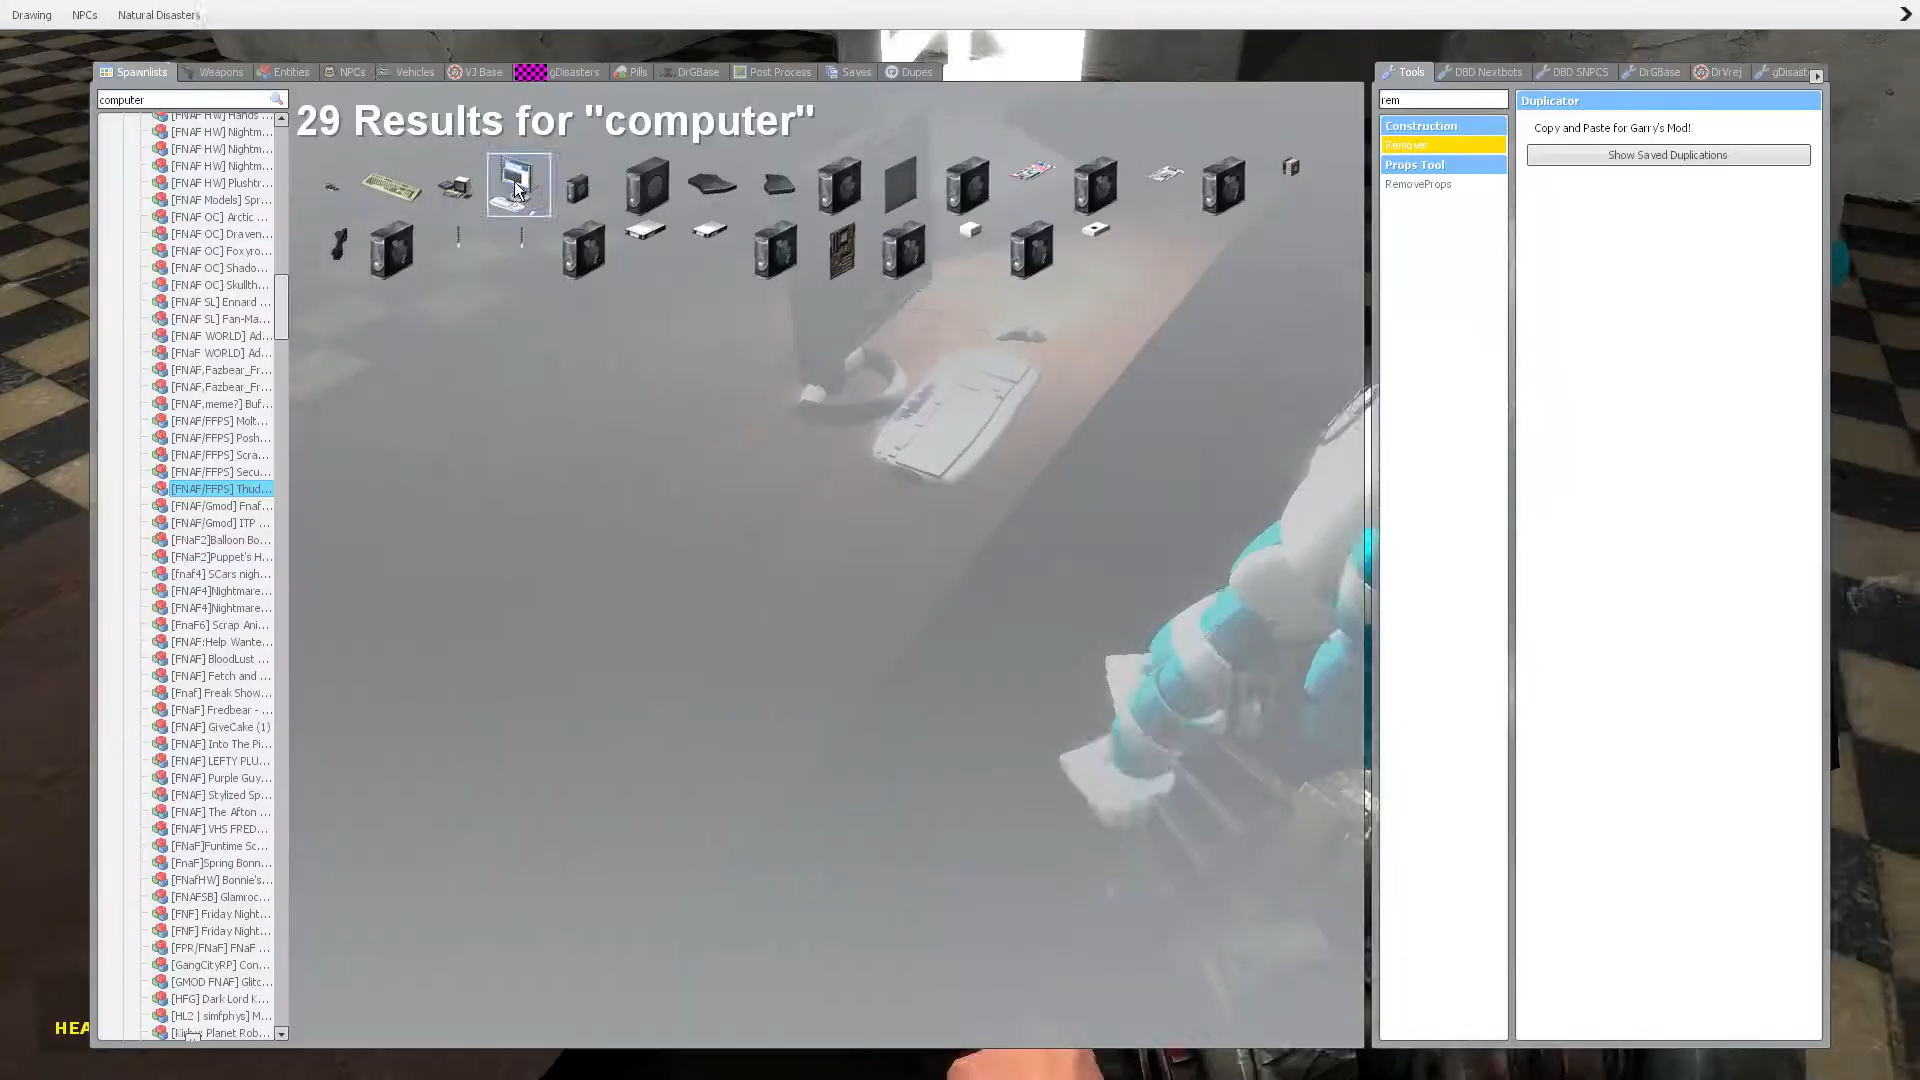 Drawing NPCs Natural Disasters
Spawnlists Weapons Entities NPCs Vehicles VJ Base gDisasters Pills DrGBase Post Process Saves Dupes
Tools DBD Nextbots DBD SNPCS DrGBase DrVrej gDisast
computer
29 Results for "computer"
rem
Duplicator
Copy and Paste for Garry's Mod!
Show Saved Duplications
Construction
Remover
Props Tool
RemoveProps
[FNAF HW] Hands ...
[FNAF HW] Nightm...
[FNAF HW] Nightm...
[FNAF HW] Nightm...
[FNAF HW] Plushtr...
[FNAF Models] Spr...
[FNAF OC] Arctic ...
[FNAF OC] Draven...
[FNAF OC] Foxyro...
[FNAF OC] Shado...
[FNAF OC] Skullth...
[FNAF SL] Ennard ...
[FNAF SL] Fan-Ma...
[FNAF WORLD] Ad...
[FNaF WORLD] Ad...
[FNAF,Fazbear_Fr...
[FNAF,Fazbear_Fr...
[FNAF,meme?] Buf...
[FNAF/FFPS] Molt...
[FNAF/FFPS] Posh...
[FNAF/FFPS] Scra...
[FNAF/FFPS] Secu...
[FNAF/FFPS] Thud...
[FNAF/Gmod] Fnaf...
[FNAF/Gmod] ITP ...
[FNaF2]Balloon Bo...
[FNaF2]Puppet's H...
[fnaf4] SCars nigh...
[FNAF4]Nightmare...
[FNAF4]Nightmare...
[FnaF6] Scrap Ani...
[FNAF:Help Wante...
[FNAF] BloodLust ...
[FNAF] Fetch and ...
[Fnaf] Freak Show...
[FNaF] Fredbear - ...
[FNAF] GiveCake (1)
[FNAF] Into The Pi...
[FNAF] LEFTY PLU...
[FNAF] Purple Guy...
[FNAF] Stylized Sp...
[FNAF] The Afton ...
[FNAF] VHS FRED...
[FNaF]Funtime Sc...
[FnaF]Spring Bonn...
[FNafHW] Bonnie's...
[FNAFSB] Glamroc...
[FNF] Friday Night...
[FNF] Friday Night...
[FPR/FNaF] FNaF ...
[GangCityRP] Con...
[GMOD FNAF] Glitc...
[HFG] Dark Lord K...
[HL2 | simfphys] M...
[Kirby: Planet Rob...
HEA